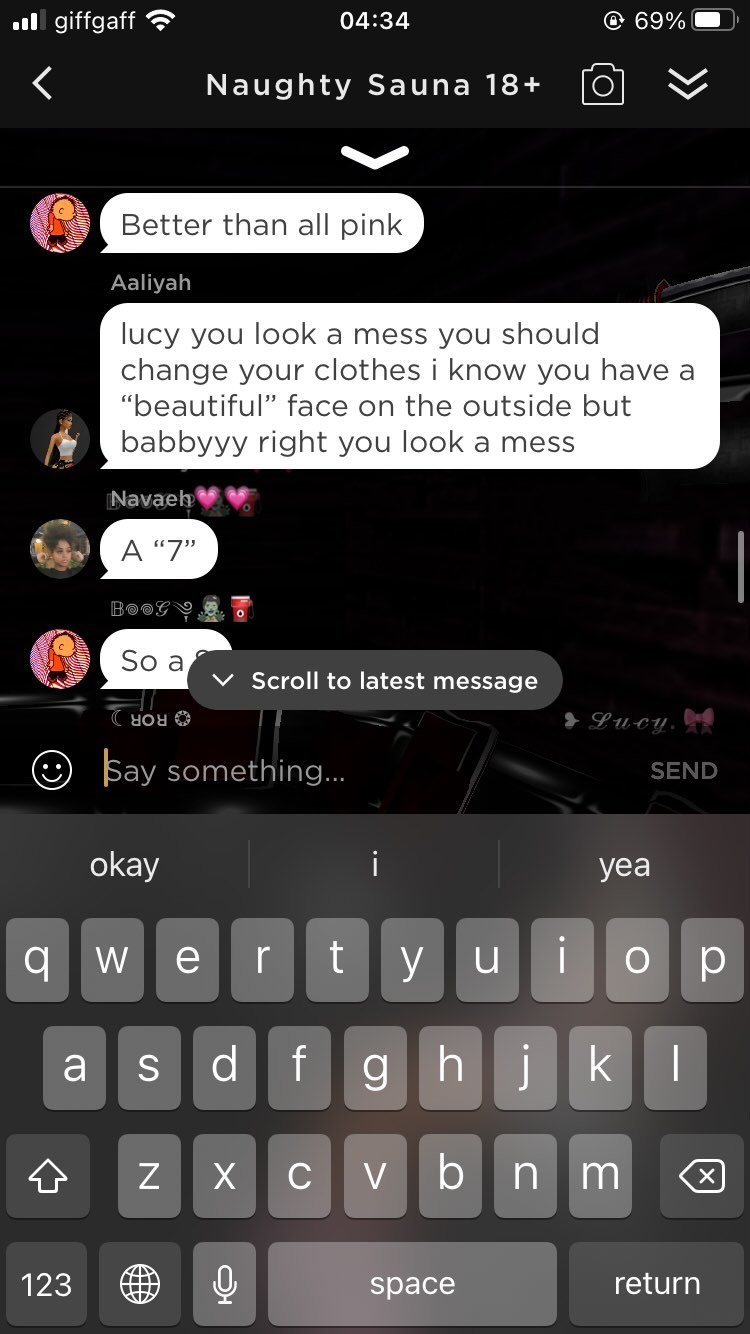 giffgaff 04:34 69%
Naughty Sauna 18+
Better than all pink
Aaliyah
lucy you look a mess you should
change your clothes i know you have a
“beautiful” face on the outside but
babbyyy right you look a mess
Navaeh💗💗
A “7”
𝔹๏๏𝓖 🧟⛽
So a
Scroll to latest message
☾ ᴚOᴚ ❂
❥ 𝓛𝓾𝓬𝔂. 🎀
Say something...
SEND
okay i yea
q w e r t y u i o p
a s d f g h j k l
z x c v b n m
123 space return